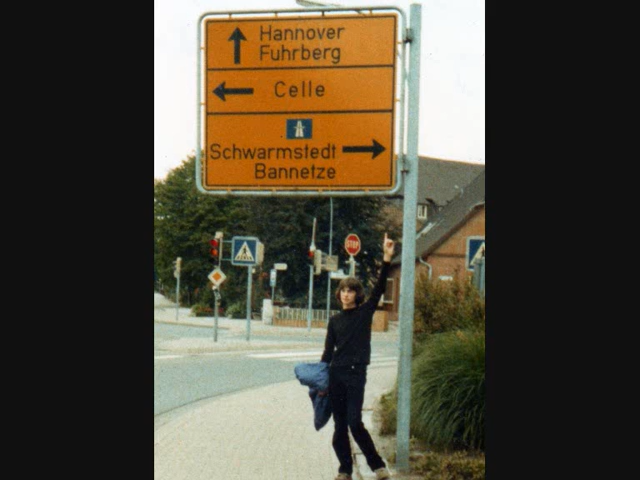 Hannover
Fuhrberg
Celle
Schwarmstedt
Bannetze
STOP